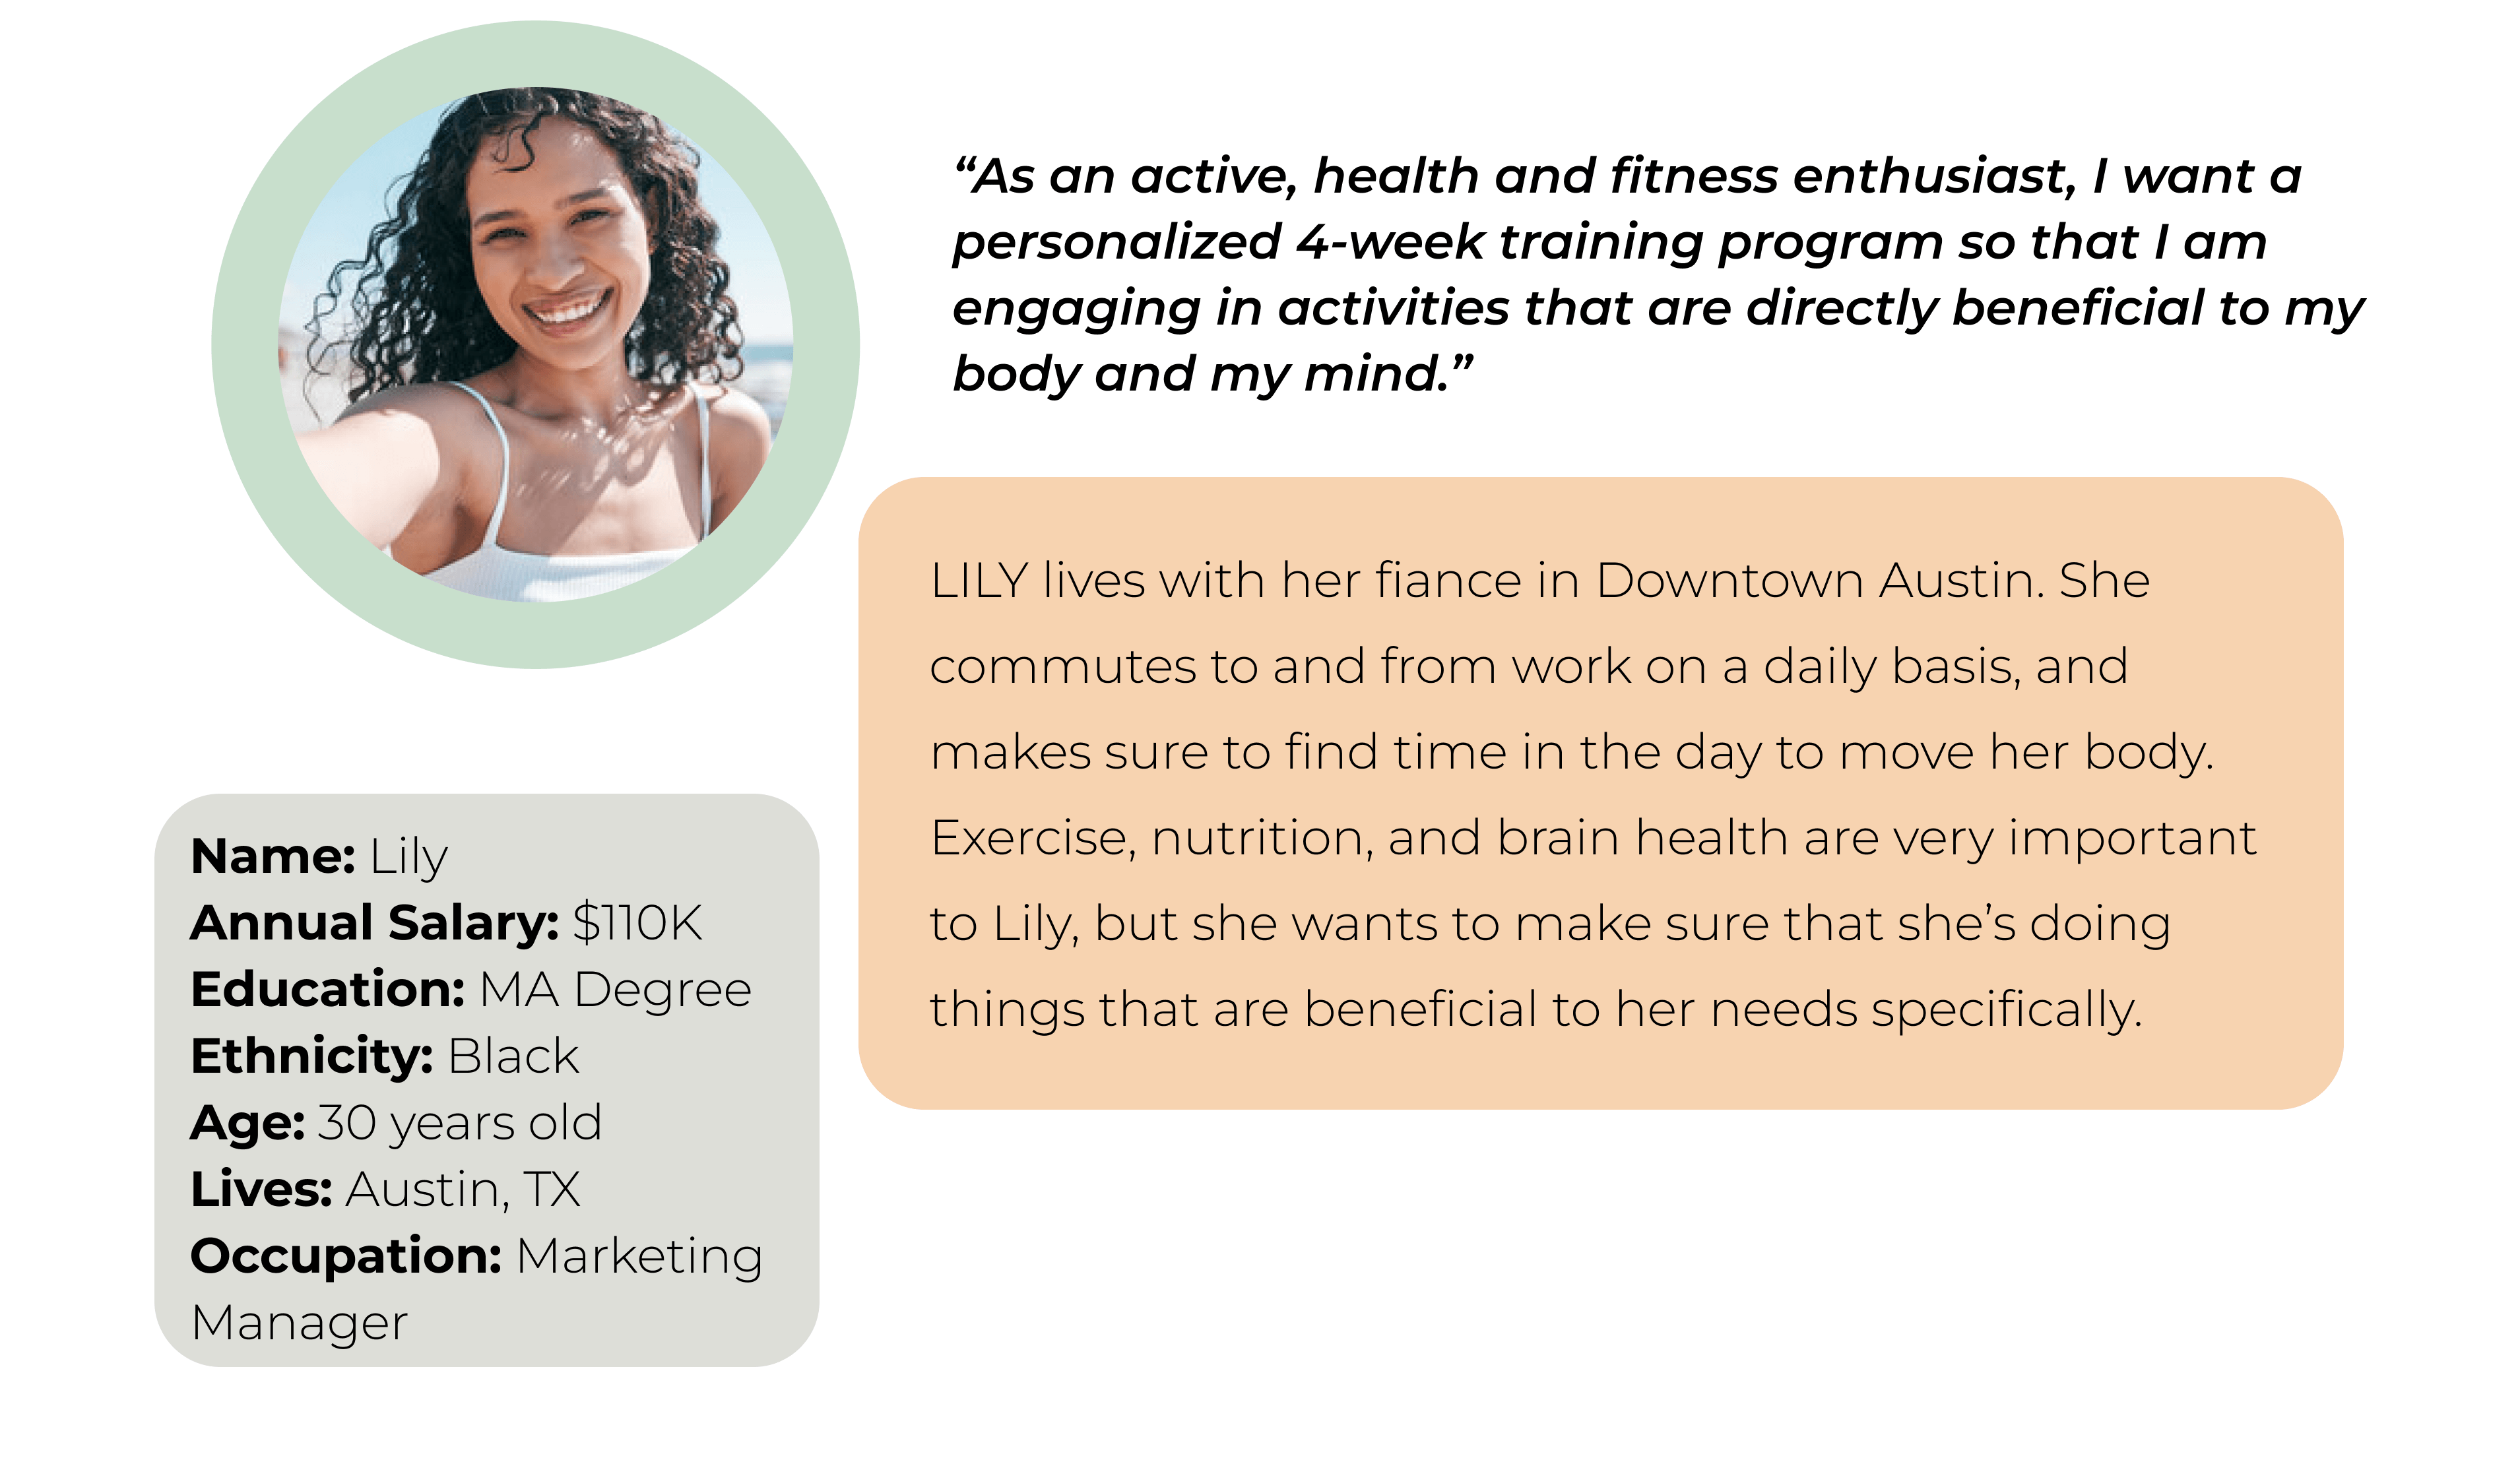 “As an active, health and fitness enthusiast, I want a
personalized 4-week training program so that I am
engaging in activities that are directly beneficial to my
body and my mind.”
LILY lives with her fiance in Downtown Austin. She
commutes to and from work on a daily basis, and
makes sure to find time in the day to move her body.
Exercise, nutrition, and brain health are very important
to Lily, but she wants to make sure that she’s doing
things that are beneficial to her needs specifically.
Name: Lily
Annual Salary: $110K
Education: MA Degree
Ethnicity: Black
Age: 30 years old
Lives: Austin, TX
Occupation: Marketing
Manager